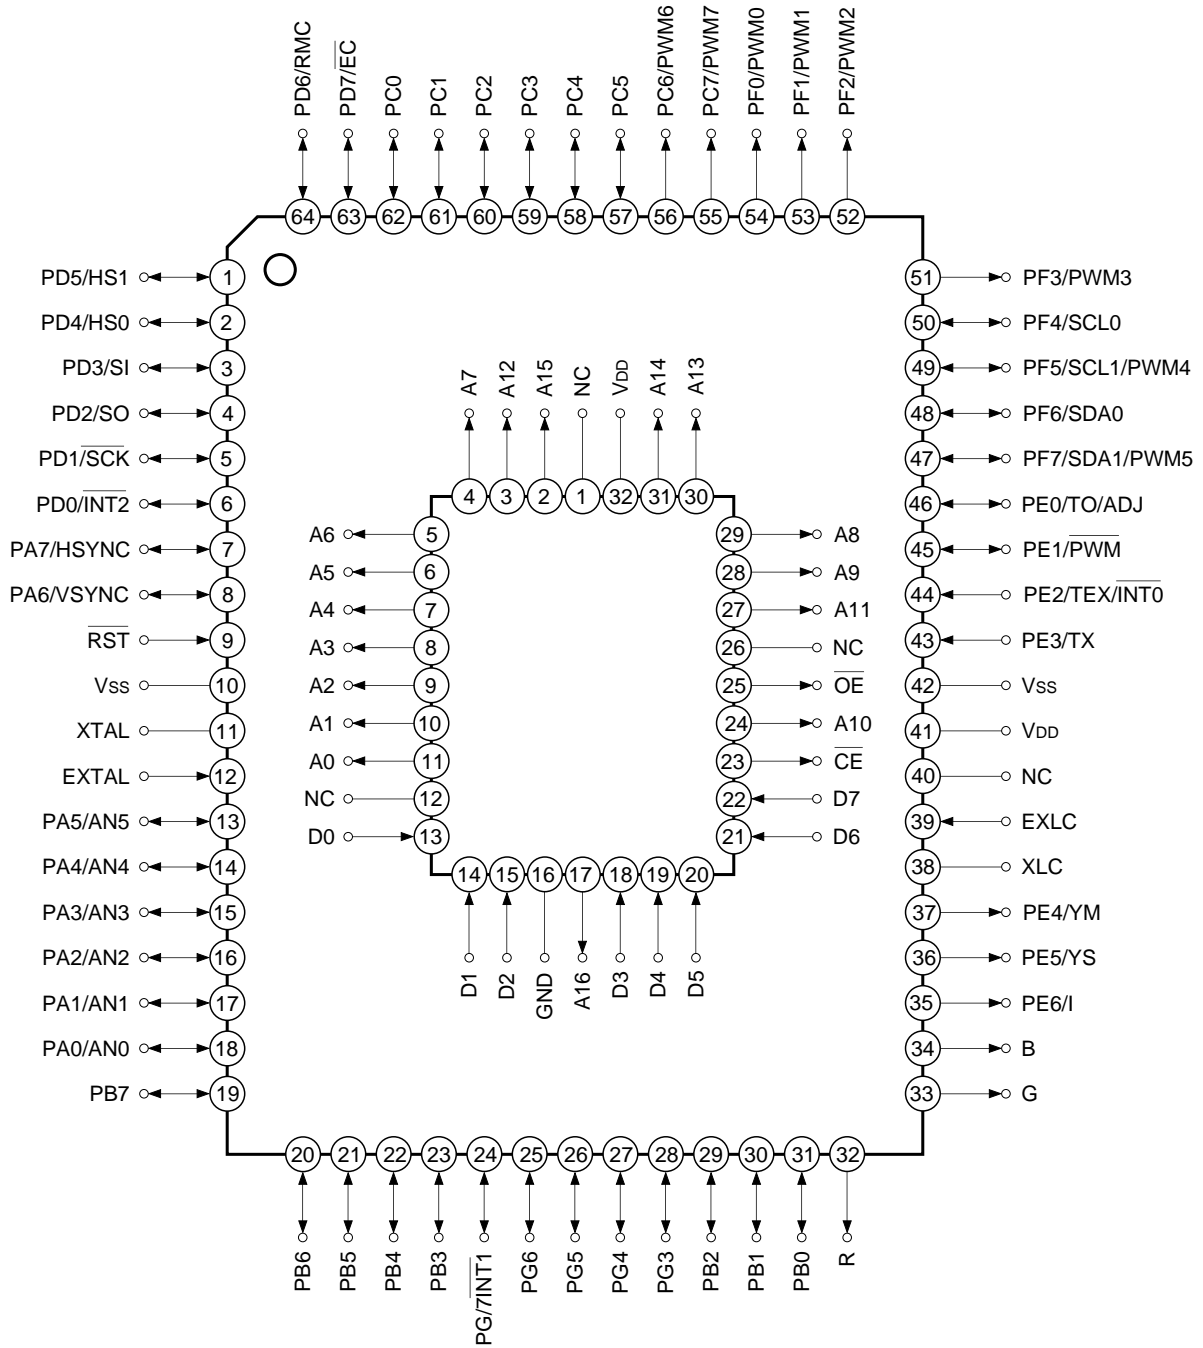 PD6/RMC
PD7/EC
PC0
PC1
PC2
PC3
PC4
PC5
PC6/PWM6
PC7/PWM7
PF0/PWM0
PF1/PWM1
PF2/PWM2
64 63 62 61 60 59 58 57 56 55 54 53 52
PD5/HS1 1
PD4/HS0 2
PD3/SI 3
PD2/SO 4
PD1/SCK 5
PD0/INT2 6
PA7/HSYNC 7
PA6/VSYNC 8
RST 9
Vss 10
XTAL 11
EXTAL 12
PA5/AN5 13
PA4/AN4 14
PA3/AN3 15
PA2/AN2 16
PA1/AN1 17
PA0/AN0 18
PB7 19
A7
A12
A15
NC
VDD
A14
A13
4 3 2 1 32 31 30
A6 5
A5 6
A4 7
A3 8
A2 9
A1 10
A0 11
NC 12
D0 13
29 A8
28 A9
27 A11
26 NC
25 OE
24 A10
23 CE
22 D7
21 D6
14 15 16 17 18 19 20
D1
D2
GND
A16
D3
D4
D5
51 PF3/PWM3
50 PF4/SCL0
49 PF5/SCL1/PWM4
48 PF6/SDA0
47 PF7/SDA1/PWM5
46 PE0/TO/ADJ
45 PE1/PWM
44 PE2/TEX/INT0
43 PE3/TX
42 Vss
41 VDD
40 NC
39 EXLC
38 XLC
37 PE4/YM
36 PE5/YS
35 PE6/I
34 B
33 G
20 21 22 23 24 25 26 27 28 29 30 31 32
PB6
PB5
PB4
PB3
PG/7INT1
PG6
PG5
PG4
PG3
PB2
PB1
PB0
R